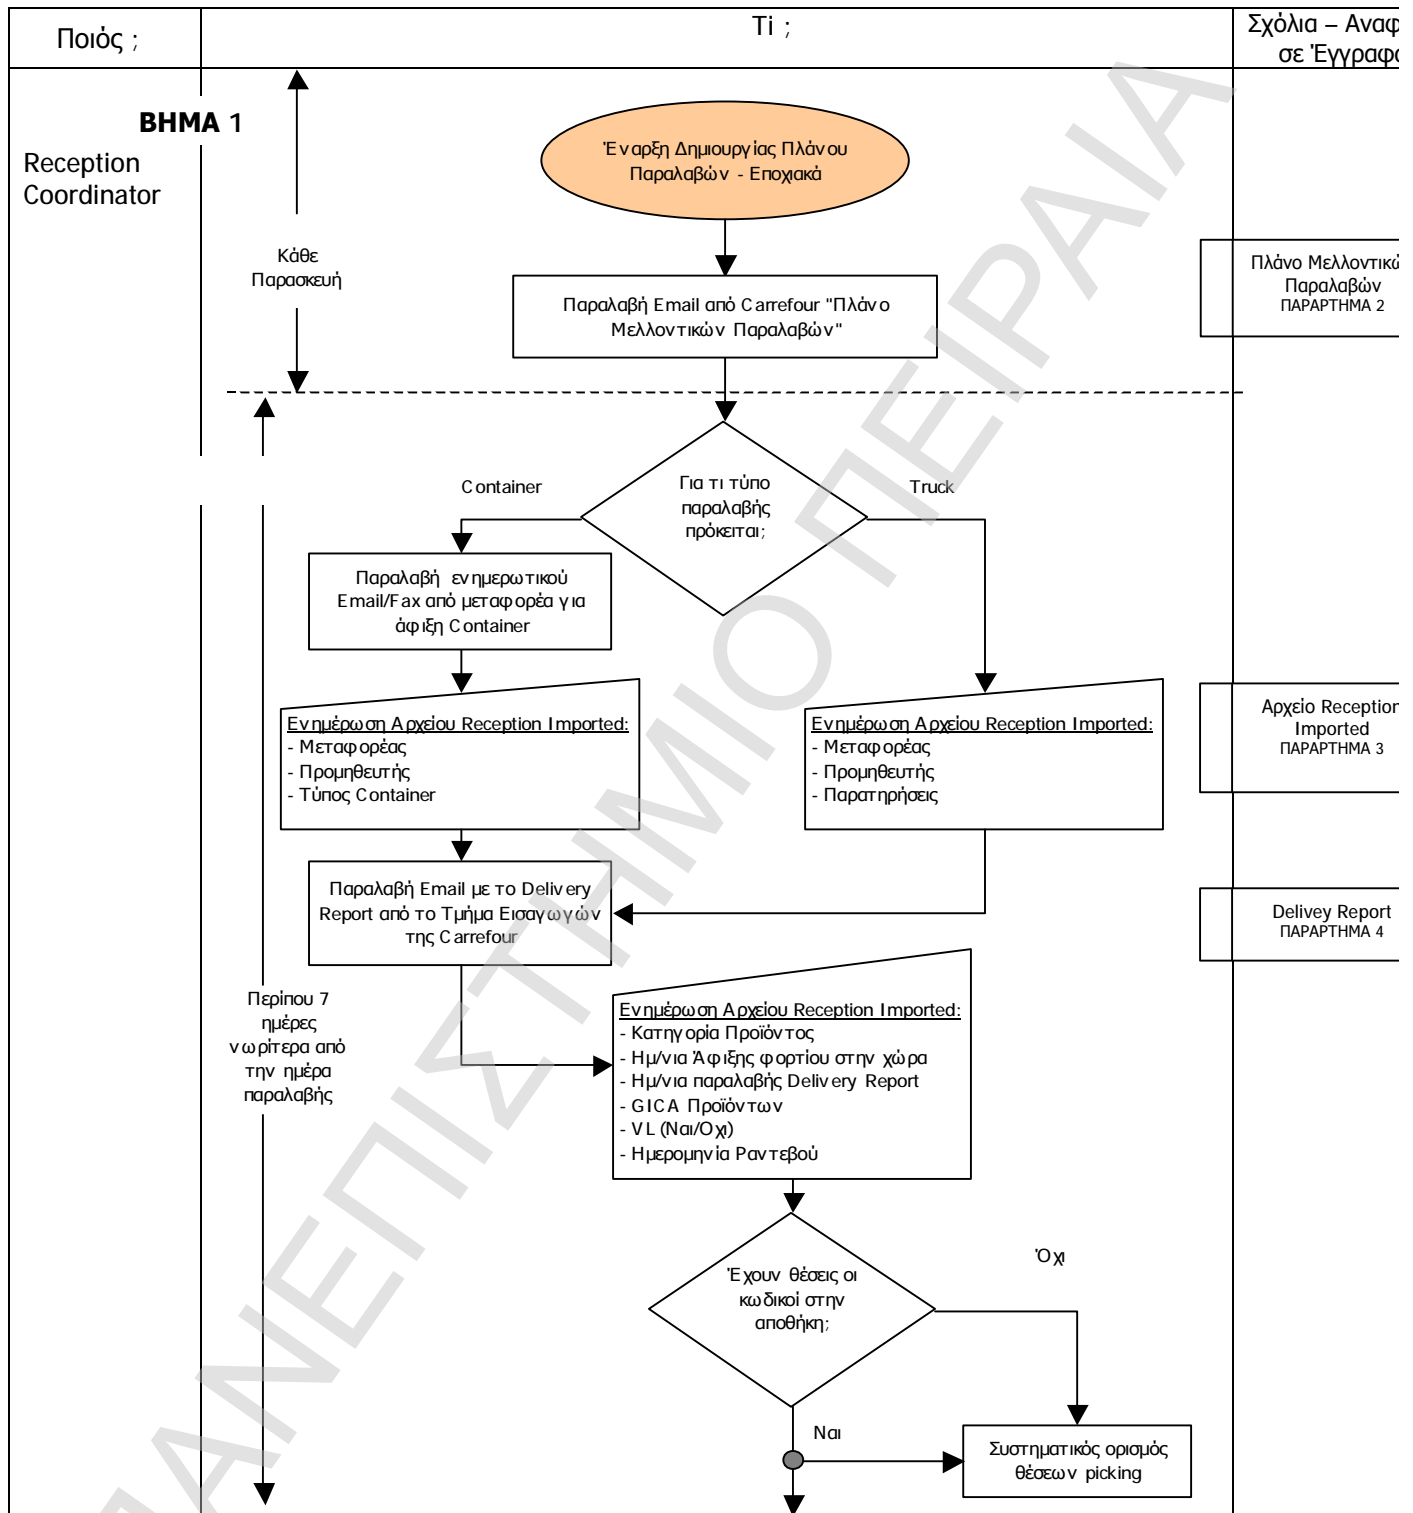 Ποιός ;
Τi ;
Σχόλια – Αναφ
σε Έγγραφα
ΒΗΜΑ 1
Reception
Coordinator
Έναρξη Δημιουργίας Πλάνου
Παραλαβών - Εποχιακά
Κάθε
Παρασκευή
Παραλαβή Email από Carrefour "Πλάνο
Μελλοντικών Παραλαβών"
Πλάνο Μελλοντικώ
Παραλαβών
ΠΑΡΑΡΤΗΜΑ 2
Για τι τύπο
παραλαβής
πρόκειται;
Container
Truck
Παραλαβή ενημερωτικού
Email/Fax από μεταφορέα για
άφιξη Container
Ενημέρωση Αρχείου Reception Imported:
- Μεταφορέας
- Προμηθευτής
- Τύπος Container
Ενημέρωση Αρχείου Reception Imported:
- Μεταφορέας
- Προμηθευτής
- Παρατηρήσεις
Αρχείο Reception
Imported
ΠΑΡΑΡΤΗΜΑ 3
Παραλαβή Email με το Delivery
Report από το Τμήμα Εισαγωγών
της Carrefour
Delivey Report
ΠΑΡΑΡΤΗΜΑ 4
Περίπου 7
ημέρες
νωρίτερα από
την ημέρα
παραλαβής
Ενημέρωση Αρχείου Reception Imported:
- Κατηγορία Προϊόντος
- Ημ/νια Άφιξης φορτίου στην χώρα
- Ημ/νια παραλαβής Delivery Report
- GICA Προϊόντων
- VL (Ναι/Οχι)
- Ημερομηνία Ραντεβού
Έχουν θέσεις οι
κωδικοί στην
αποθήκη;
Όχι
Ναι
Συστηματικός ορισμός
θέσεων picking
ΠΑΝΕΠΙΣΤΗΜΙΟ ΠΕΙΡΑΙΑ